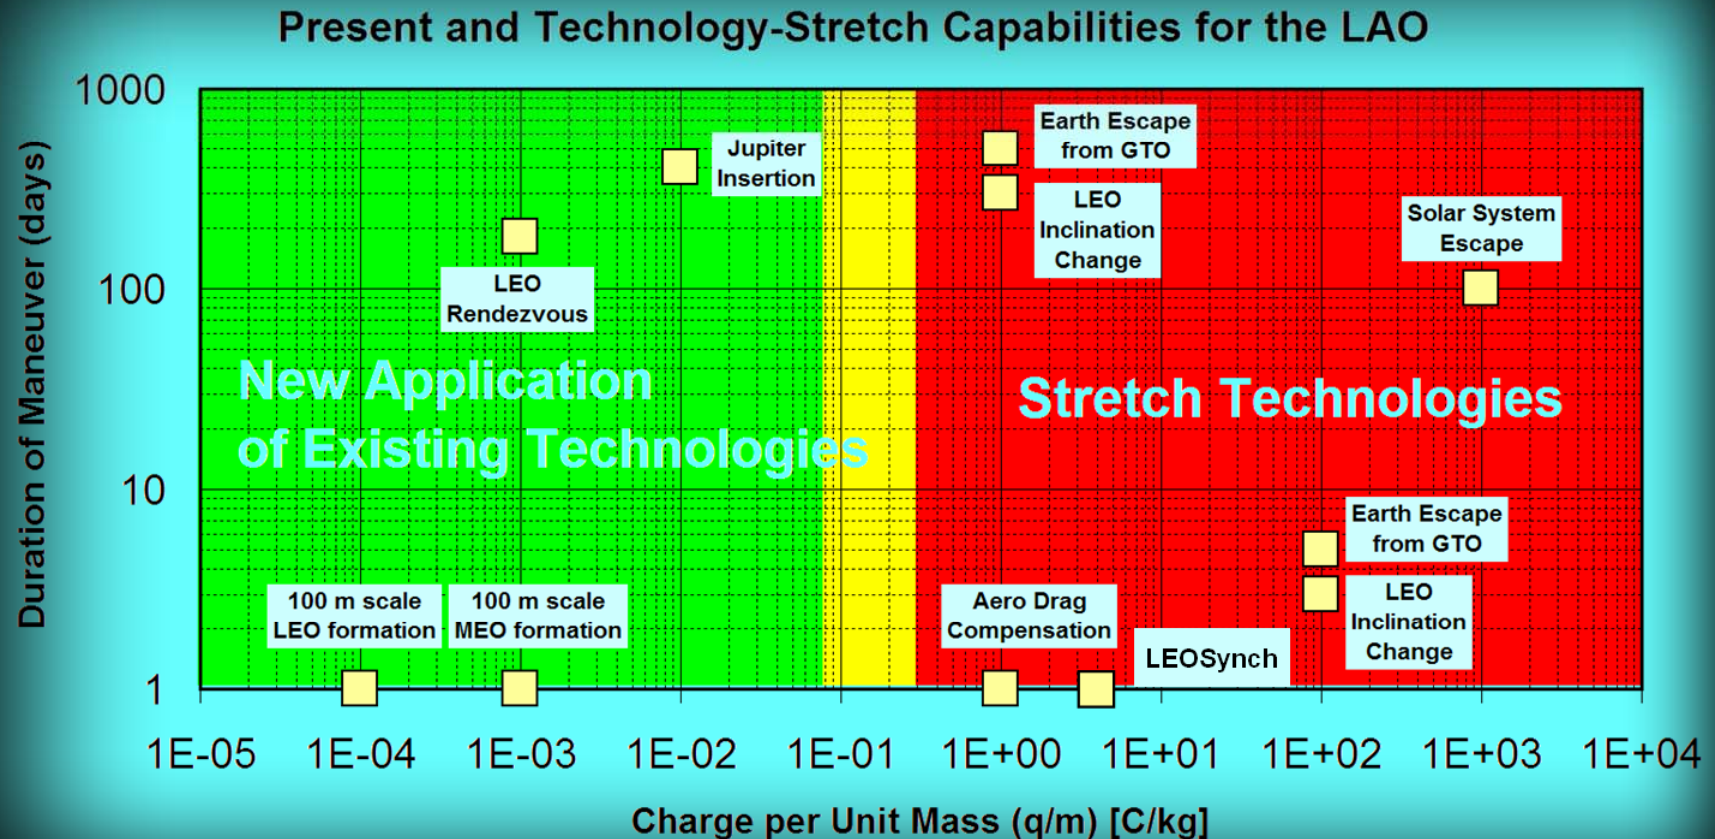 Present and Technology-Stretch Capabilities for the LAO
Duration of Maneuver (days)
1000
100
10
1
Jupiter
Insertion
Earth Escape
from GTO
LEO
Inclination
Change
Solar System
Escape
LEO
Rendezvous
New Application
of Existing Technologies
Stretch Technologies
Earth Escape
from GTO
LEO
Inclination
Change
100 m scale
LEO formation
100 m scale
MEO formation
Aero Drag
Compensation
LEOSynch
1E-05 1E-04 1E-03 1E-02 1E-01 1E+00 1E+01 1E+02 1E+03 1E+04
Charge per Unit Mass (q/m) [C/kg]